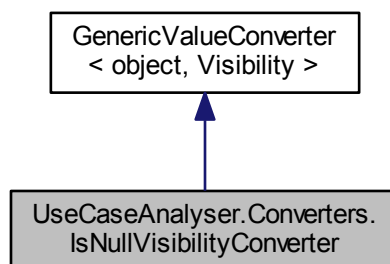 GenericValueConverter
< object, Visibility >
UseCaseAnalyser.Converters.
IsNullVisibilityConverter